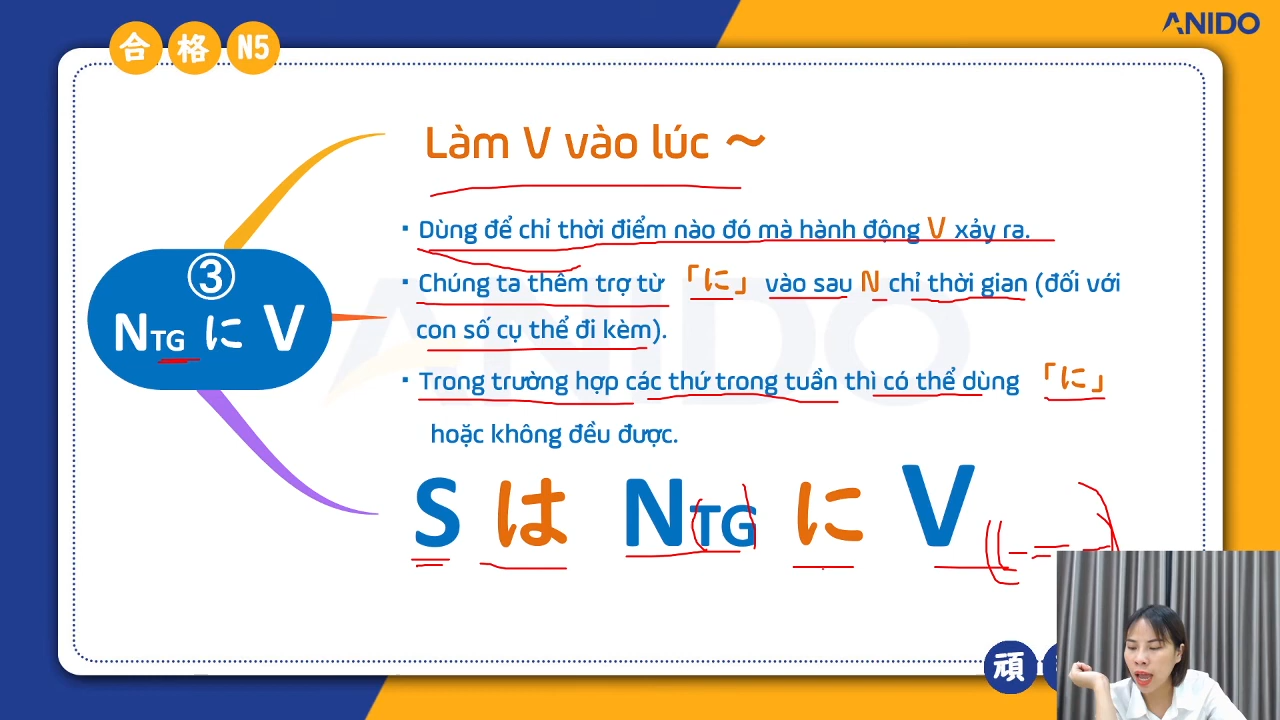 合格 N5
ANIDO
Làm V vào lúc ～
③
NTG に V
• Dùng để chỉ thời điểm nào đó mà hành động V xảy ra.
• Chúng ta thêm trợ từ 「に」 vào sau N chỉ thời gian (đối với
con số cụ thể đi kèm).
• Trong trường hợp các thứ trong tuần thì có thể dùng 「に」
hoặc không đều được.
S は NTG に V
頑